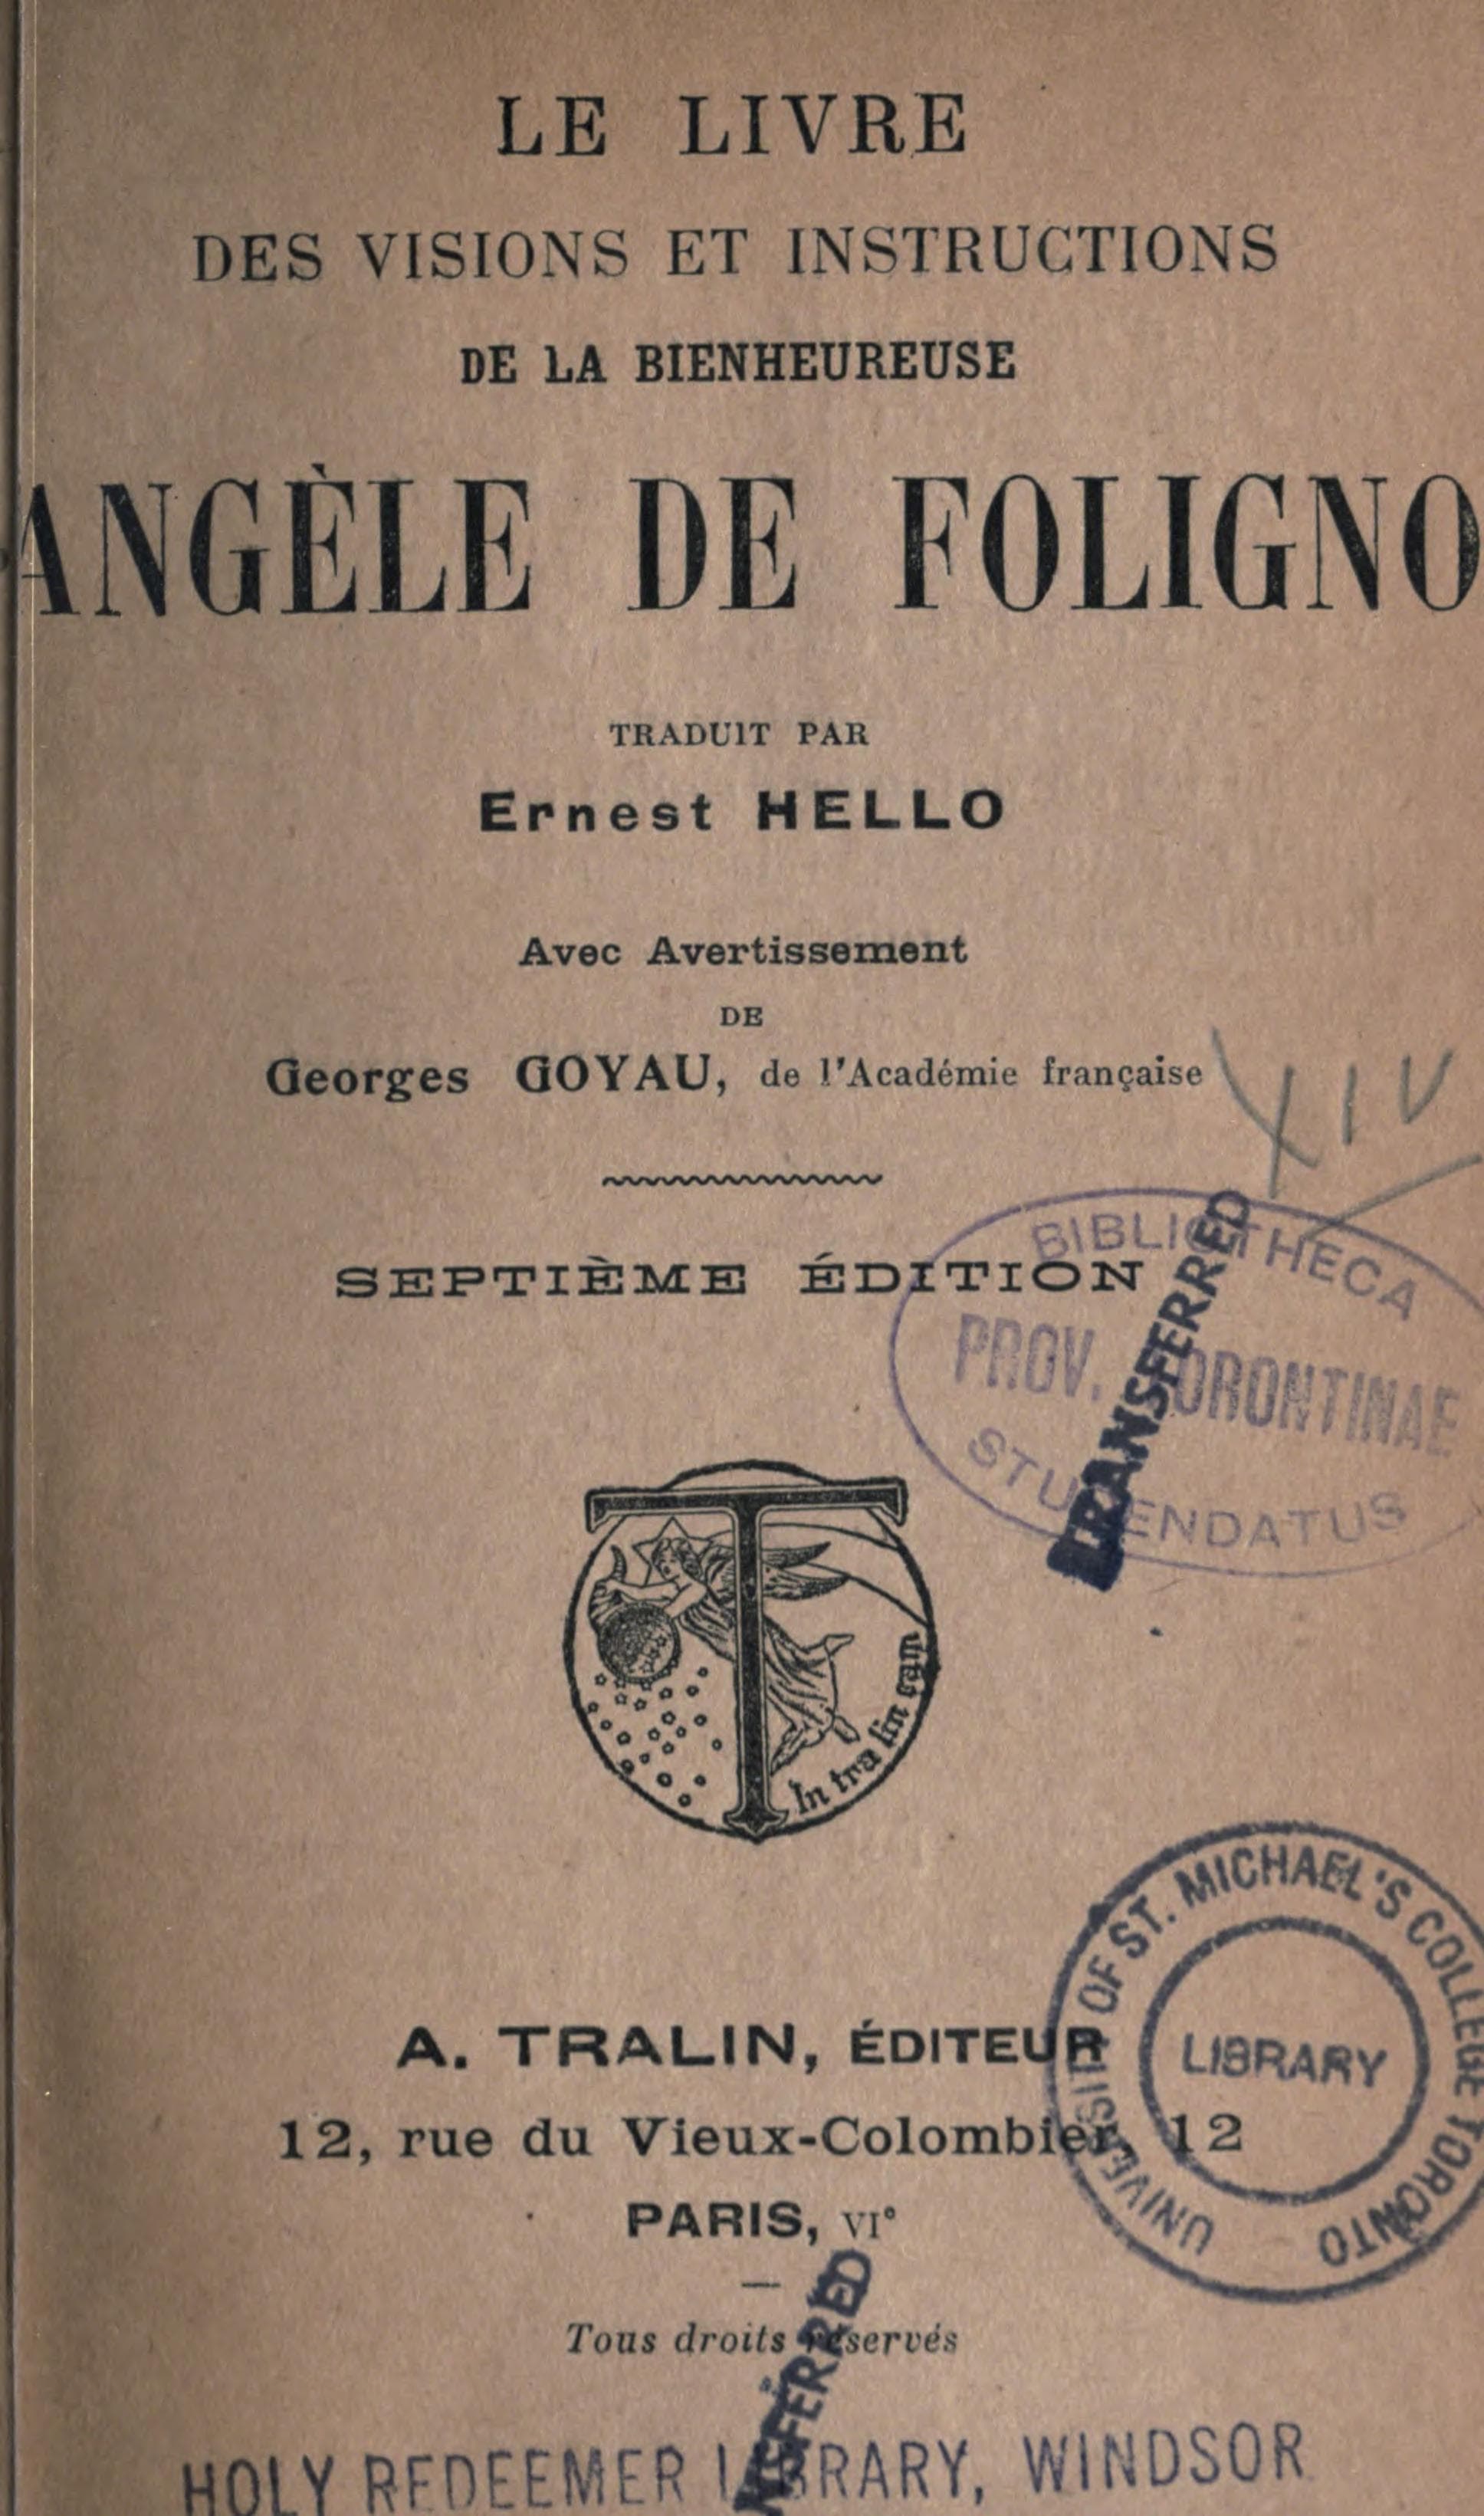 LE LIVRE
DES VISIONS ET INSTRUCTIONS
DE LA BIENHEUREUSE
ANGÈLE DE FOLIGNO
TRADUIT PAR
Ernest HELLO
Avec Avertissement
DE
Georges GOYAU, de l'Académie française
XIV
SEPTIÈME ÉDITION
BIBLIOTHECA
PROV. TORONTINAE
STUDENDATUS
TRANSFERRED
In tra lin cum
A. TRALIN, ÉDITEUR
12, rue du Vieux-Colombier, 12
PARIS, VIe
UNIVERSITY OF ST. MICHAEL'S COLLEGE TORONTO
LIBRARY
Tous droits réservés
TRANSFERRED
HOLY REDEEMER LIBRARY, WINDSOR